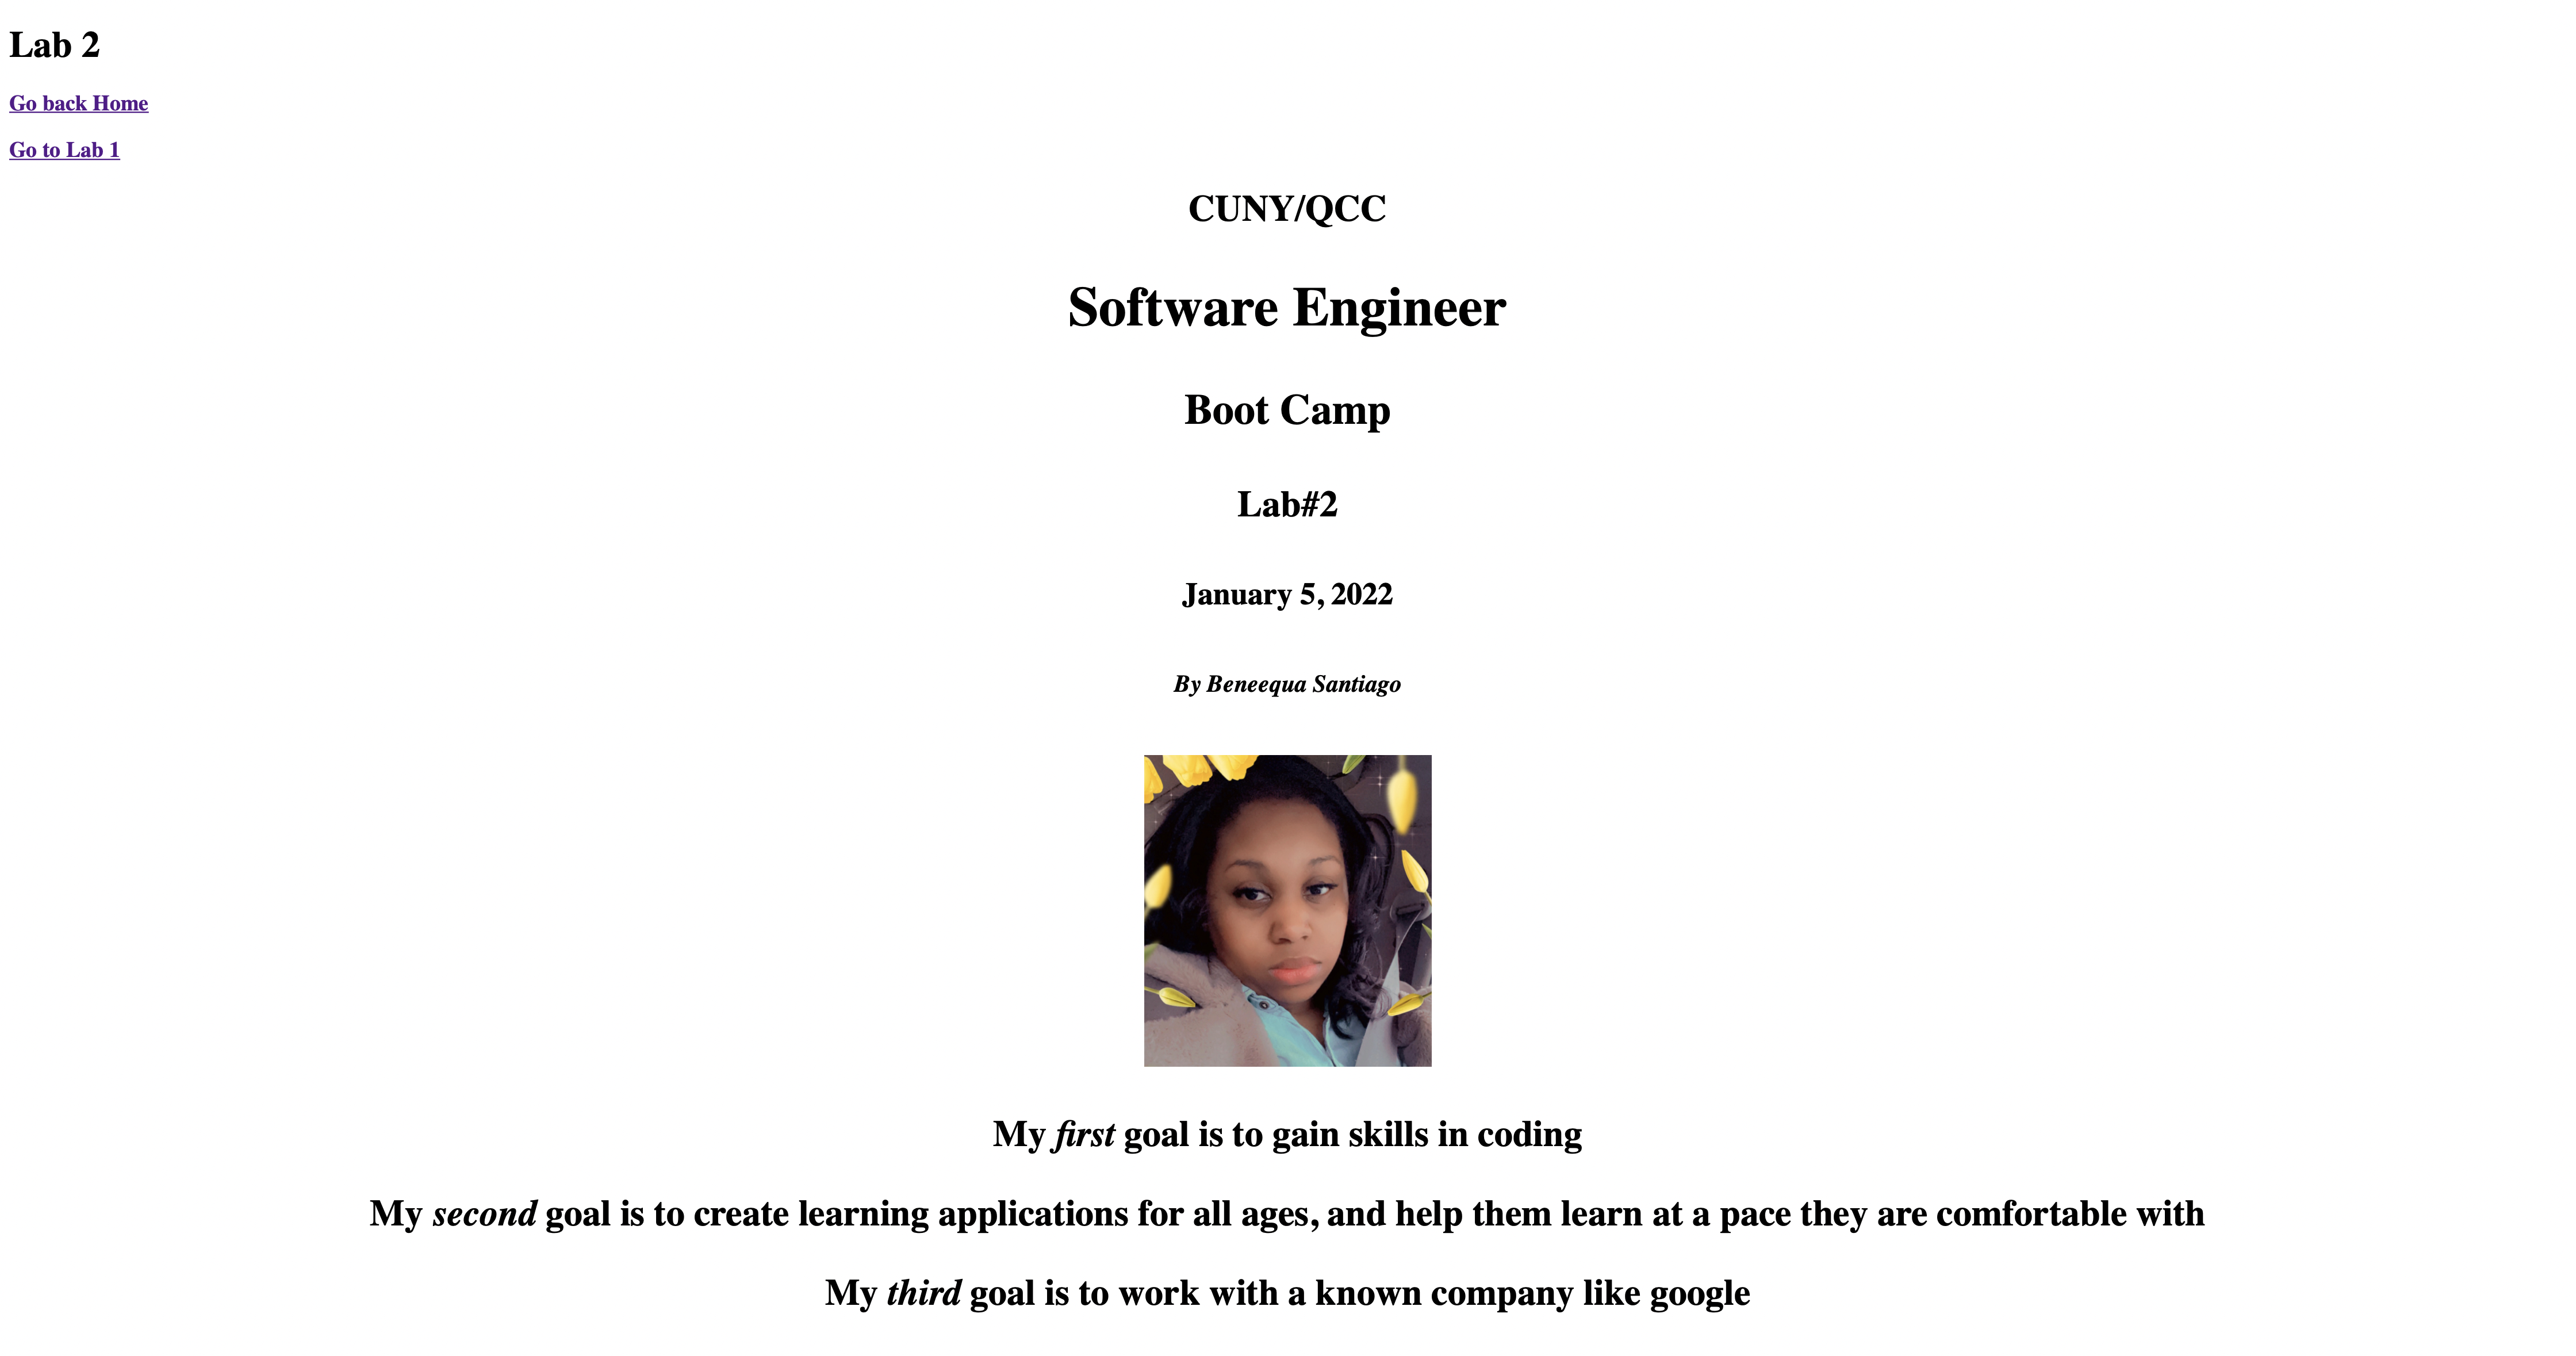 Lab 2
Go back Home
Go to Lab 1
CUNY/QCC
Software Engineer
Boot Camp
Lab#2
January 5, 2022
By Beneequa Santiago
My first goal is to gain skills in coding
My second goal is to create learning applications for all ages, and help them learn at a pace they are comfortable with
My third goal is to work with a known company like google